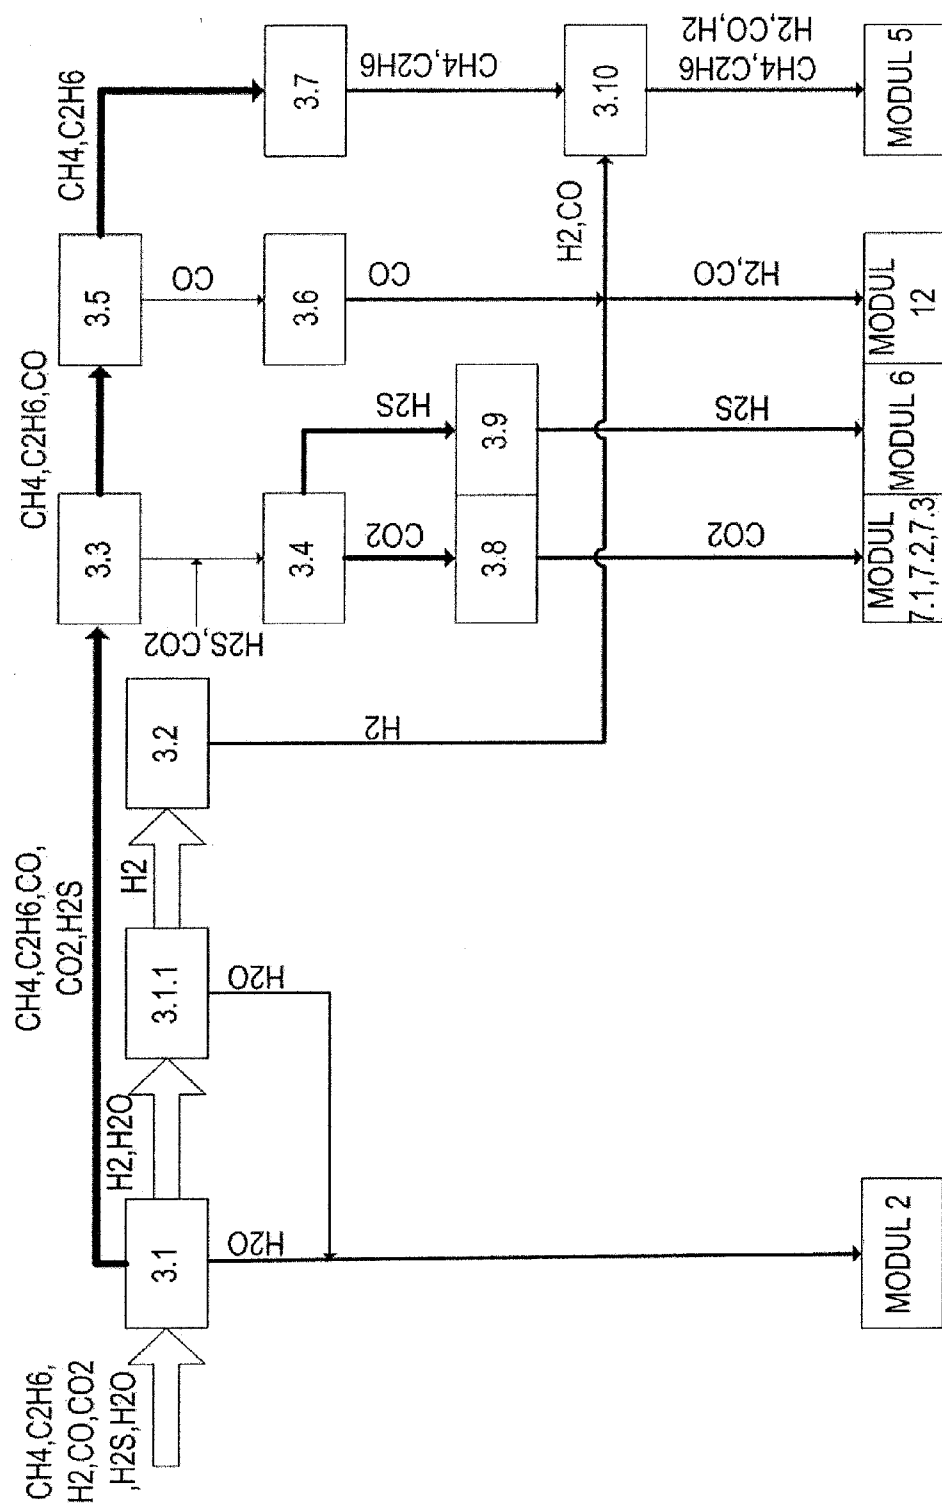 CH4,C2H6,
H2,CO,CO2
,H2S,H2O
3.1
H2O
MODUL 2
H2,H2O
3.1.1
H2O
H2
3.2
H2
CH4,C2H6,CO,
CO2,H2S
3.3
H2S,CO2
3.4
CO2
H2S
3.8
3.9
CO2
H2S
MODUL
7.1,7.2,7.3
MODUL 6
CH4,C2H6,CO
3.5
CO
3.6
CO
H2,CO
H2,CO
MODUL
12
CH4,C2H6
3.7
CH4,C2H6
3.10
CH4,C2H6
H2,CO,H2
MODUL 5